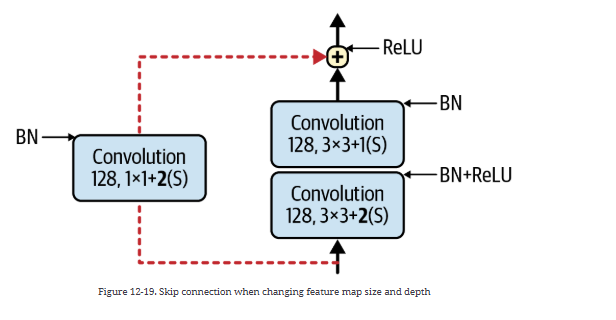 ReLU
+
BN
Convolution
128, 3×3+1(S)
BN
Convolution
128, 1×1+2(S)
BN+ReLU
Convolution
128, 3×3+2(S)
Figure 12-19. Skip connection when changing feature map size and depth